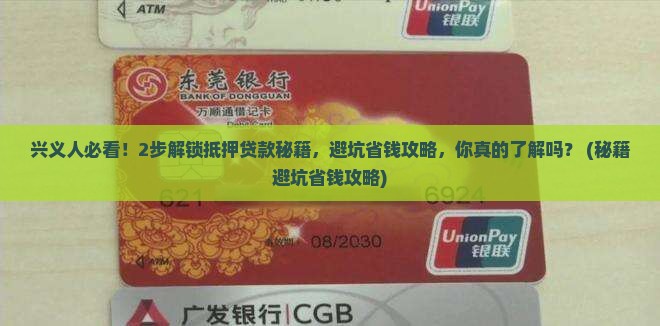 ATM
UnionPay
银联
东莞银行
BANK OF DONGGUAN
万顺通借记卡
兴义人必看！2步解锁抵押贷款秘籍，避坑省钱攻略，你真的了解吗？ (秘籍
避坑省钱攻略)
621 6924
08/2030
UnionPay
银联
ATM
广发银行|CGB